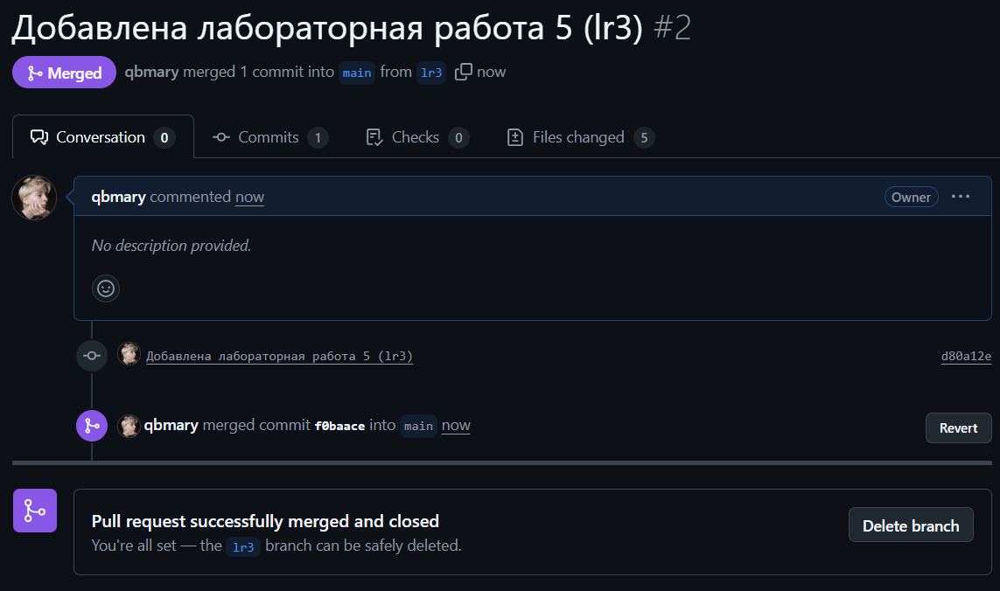 Добавлена лабораторная работа 5 (lr3) #2
Merged qbmary merged 1 commit into main from lr3 now
Conversation 0 Commits 1 Checks 0 Files changed 5
qbmary commented now Owner
No description provided.
Добавлена лабораторная работа 5 (lr3) d80a12e
qbmary merged commit f0baace into main now Revert
Pull request successfully merged and closed
You're all set — the lr3 branch can be safely deleted.
Delete branch